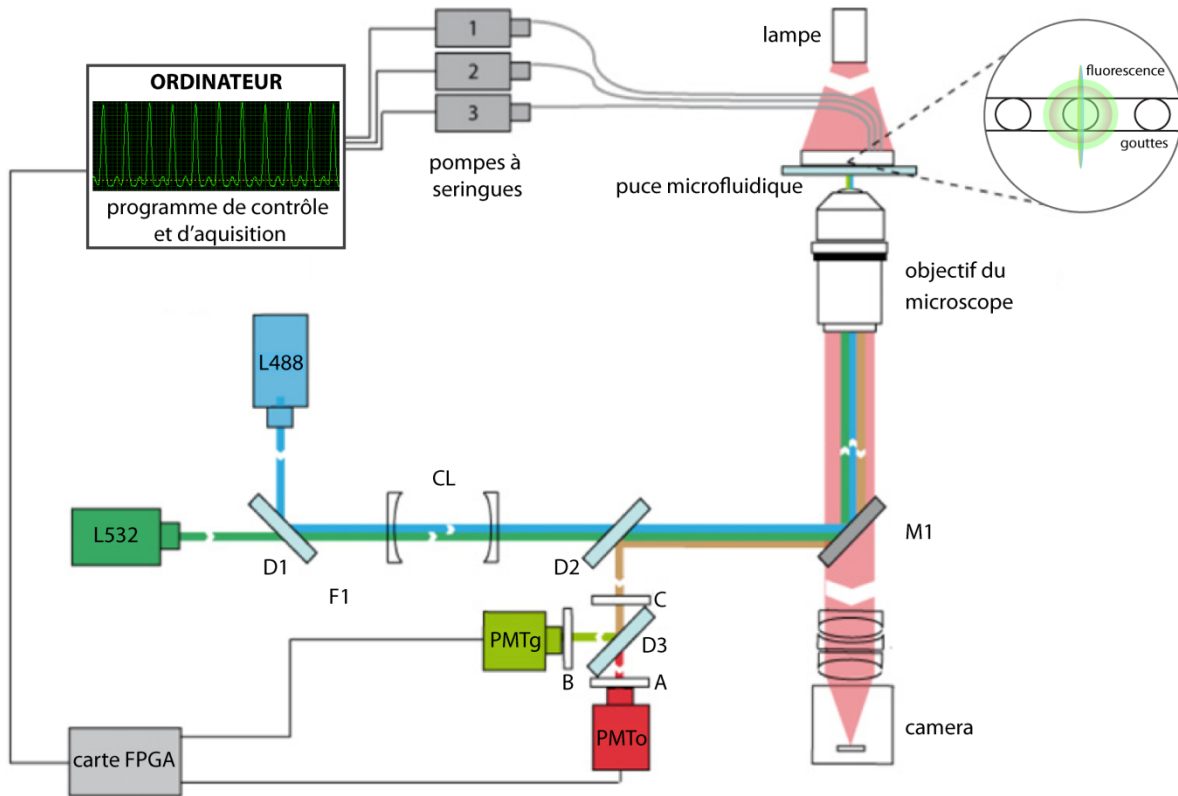 ORDINATEUR
programme de contrôle
et d'aquisition
1
2
3
pompes à
seringues
lampe
fluorescence
gouttes
puce microfluidique
objectif du
microscope
L488
CL
L532
D1
F1
D2
M1
C
PMTg
D3
B
A
PMTo
carte FPGA
camera